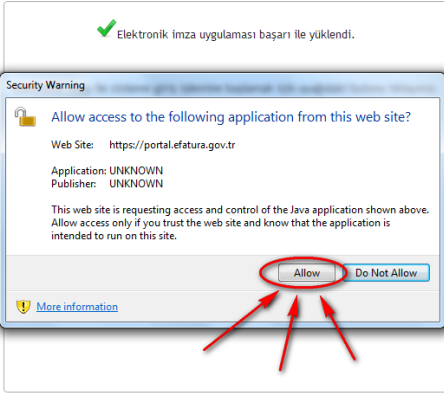 Elektronik imza uygulaması başarı ile yüklendi.
Security Warning
Allow access to the following application from this web site?
Web Site: https://portal.efatura.gov.tr
Application: UNKNOWN
Publisher: UNKNOWN
This web site is requesting access and control of the Java application shown above.
Allow access only if you trust the web site and know that the application is
intended to run on this site.
Allow Do Not Allow
More information